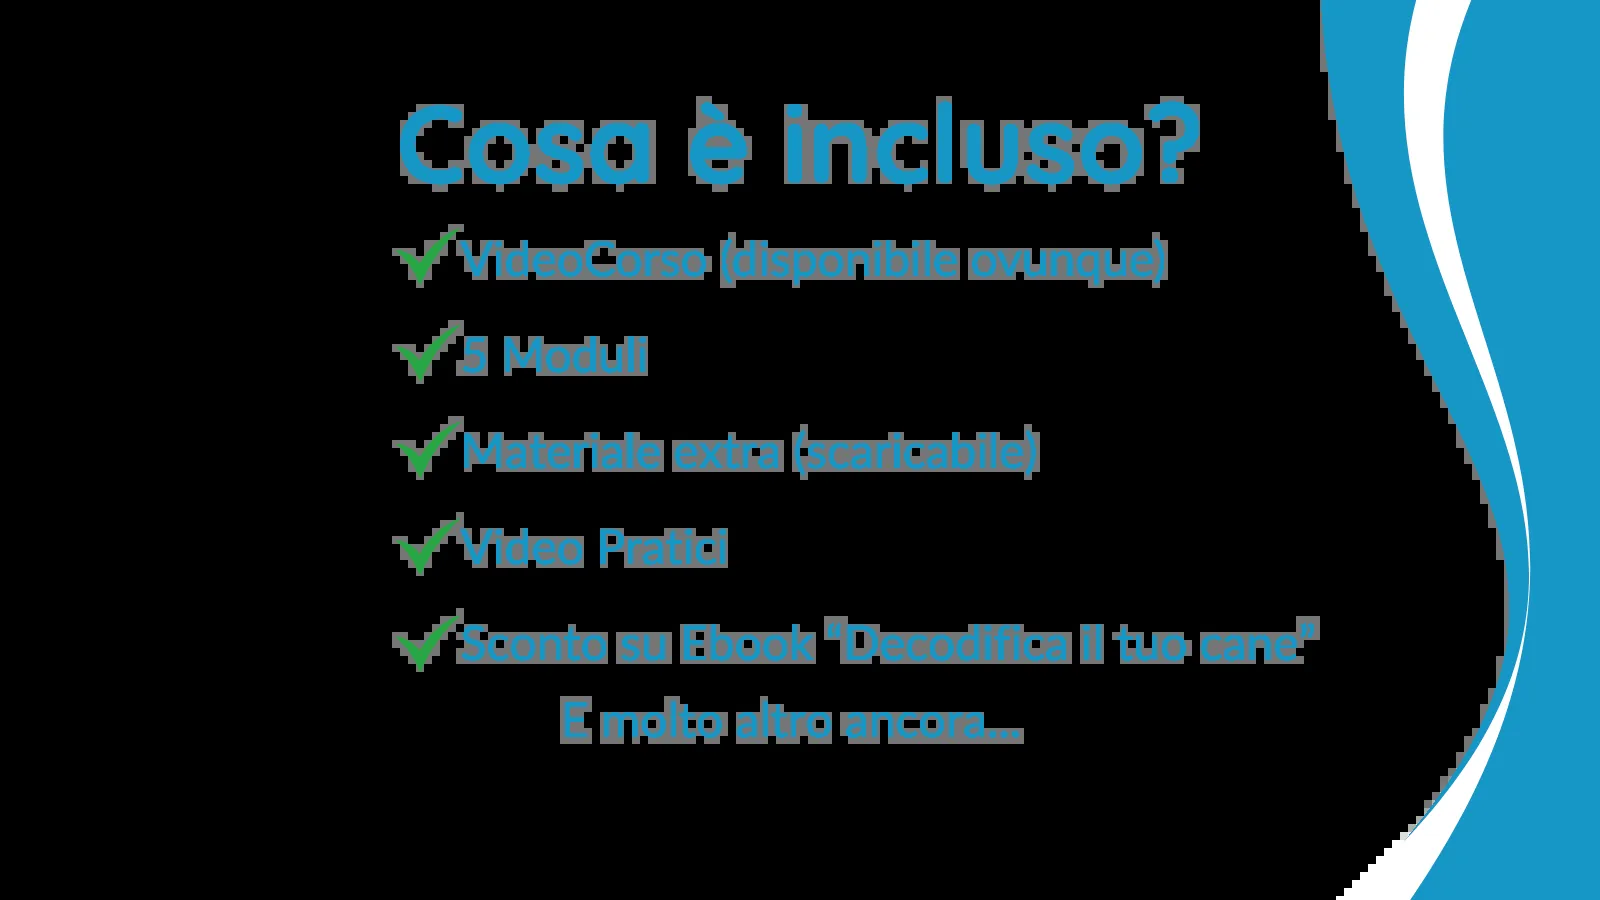 Cosa è incluso?
VideoCorso (disponibile ovunque)
5 Moduli
Materiale extra (scaricabile)
Video Pratici
Sconto su Ebook “Decodifica il tuo cane”
E molto altro ancora...